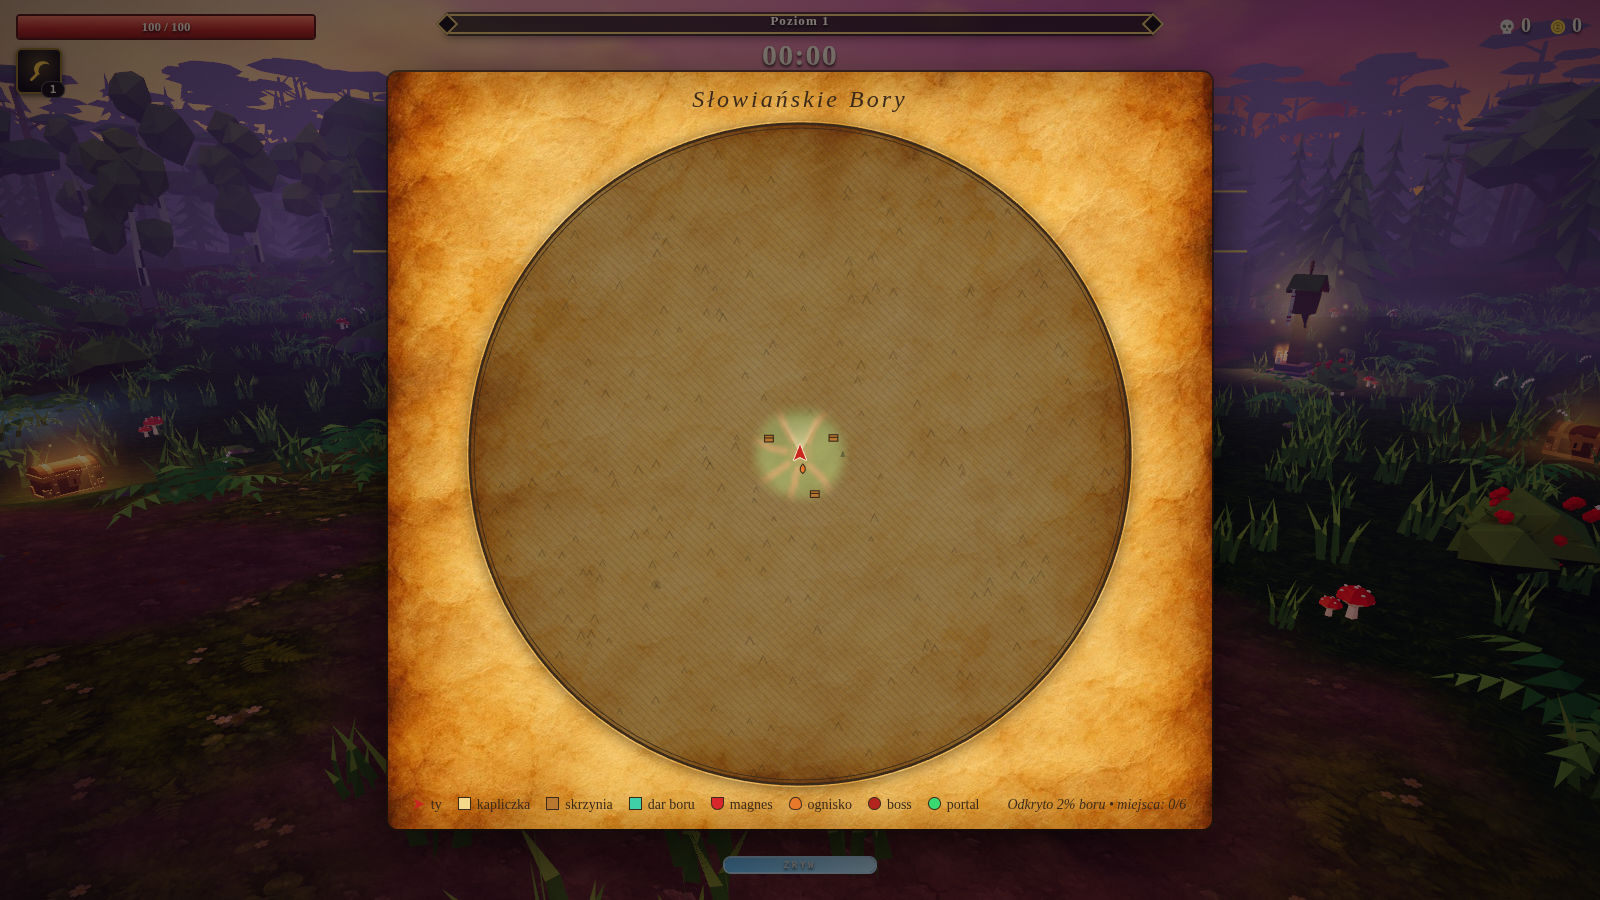 100 / 100
Poziom 1
0
0
00:00
1
Słowiańskie Bory
ty
kapliczka
skrzynia
dar boru
magnes
ognisko
boss
portal
Odkryto 2% boru • miejsca: 0/6
ZRYW